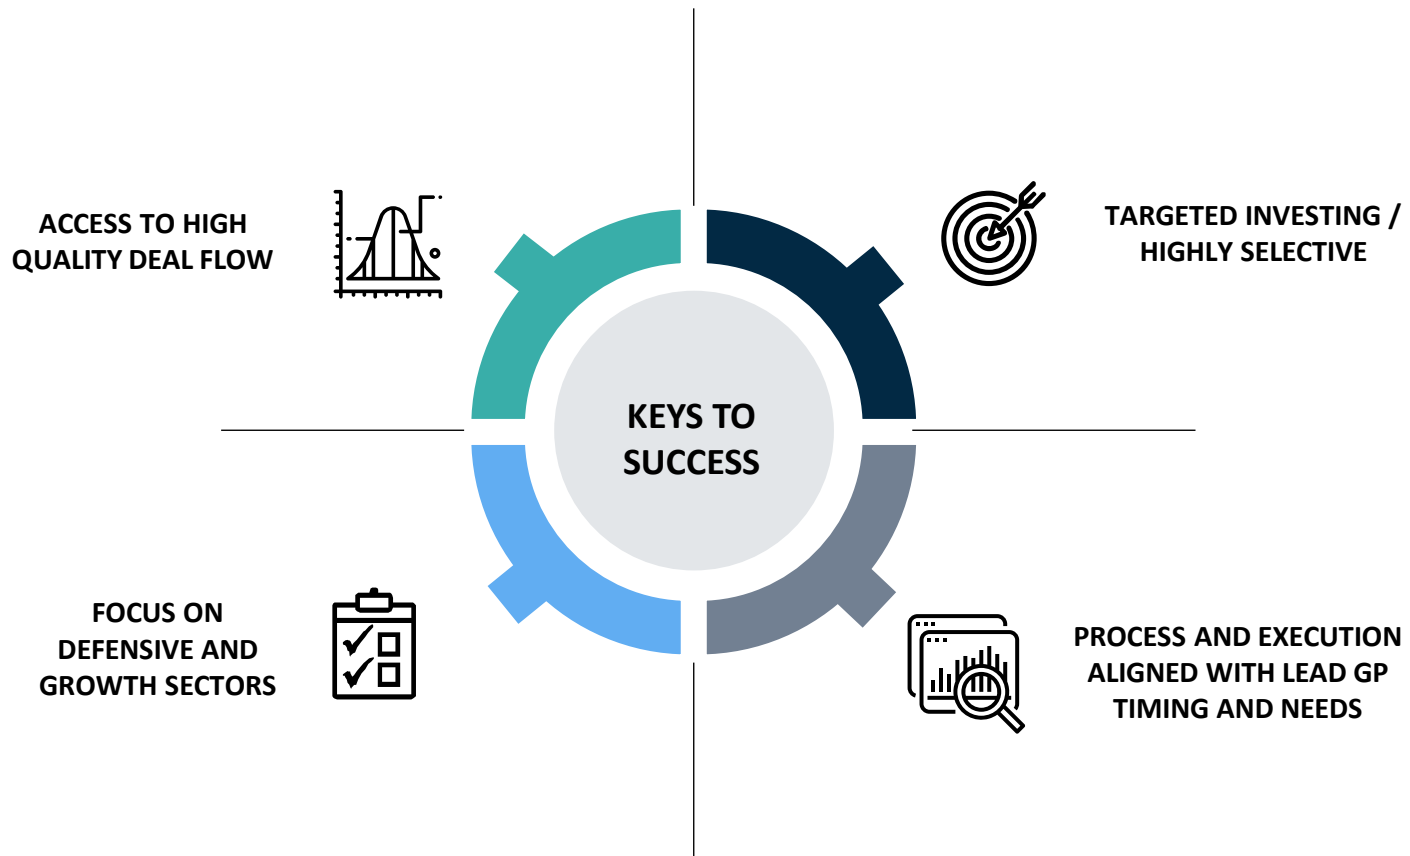 ACCESS TO HIGH
QUALITY DEAL FLOW
TARGETED INVESTING /
HIGHLY SELECTIVE
KEYS TO
SUCCESS
FOCUS ON
DEFENSIVE AND
GROWTH SECTORS
PROCESS AND EXECUTION
ALIGNED WITH LEAD GP
TIMING AND NEEDS